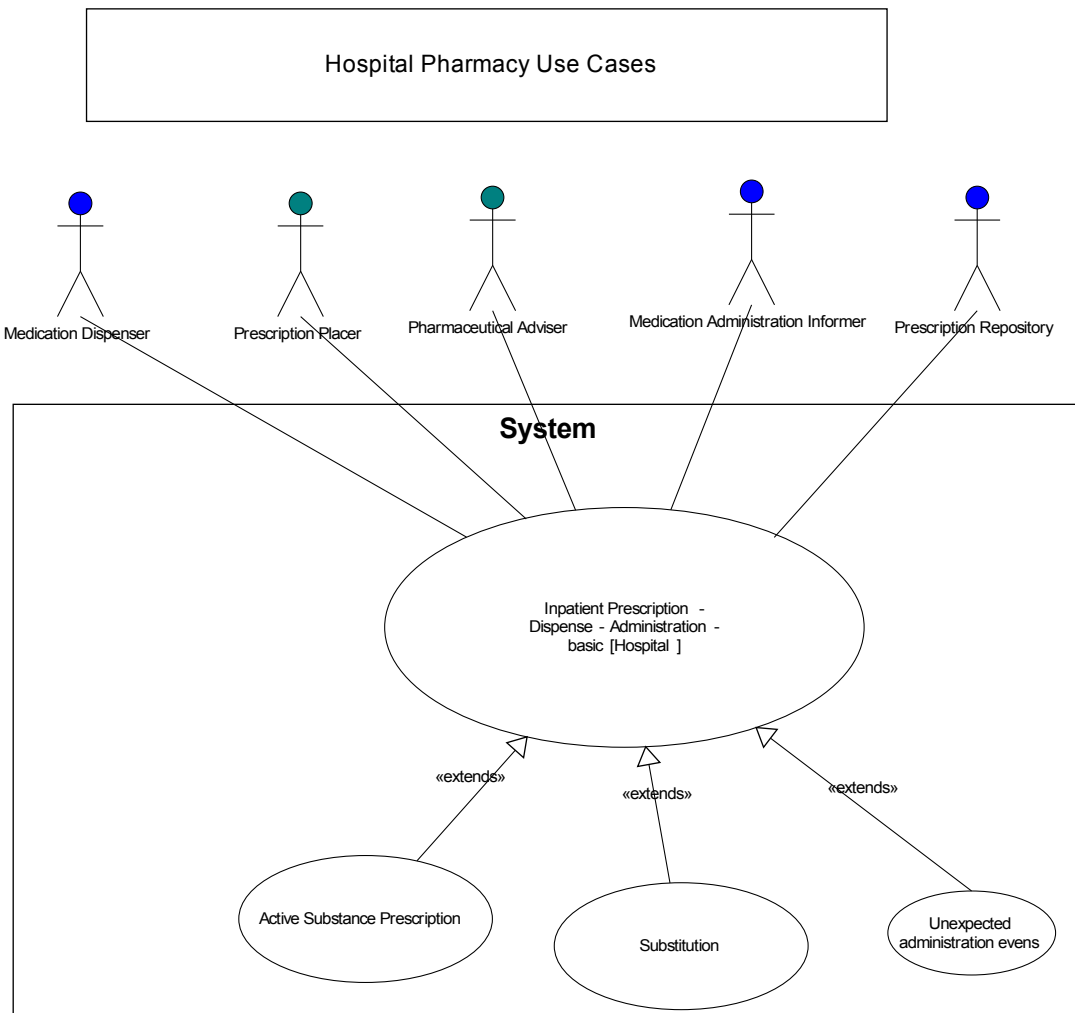 Hospital Pharmacy Use Cases
Medication Dispenser
Prescription Placer
Pharmaceutical Adviser
Medication Administration Informer
Prescription Repository
System
Inpatient Prescription -
Dispense - Administration -
basic [Hospital ]
«extends»
«extends»
«extends»
Active Substance Prescription
Substitution
Unexpected
administration evens